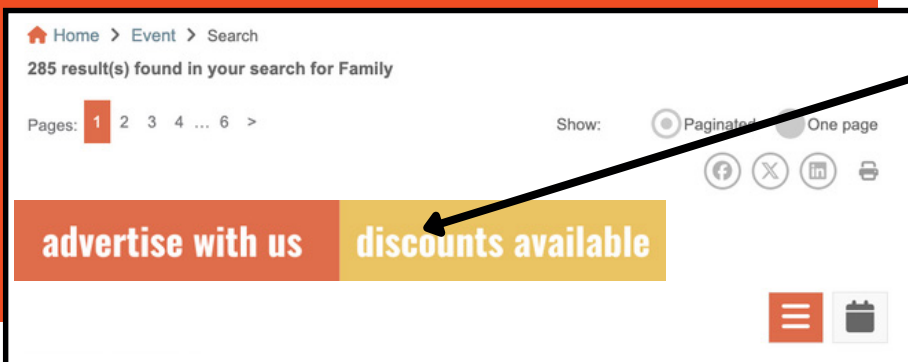 Home > Event > Search
285 result(s) found in your search for Family
Pages: 1 2 3 4 ... 6 > Show: Paginated One page
advertise with us discounts available